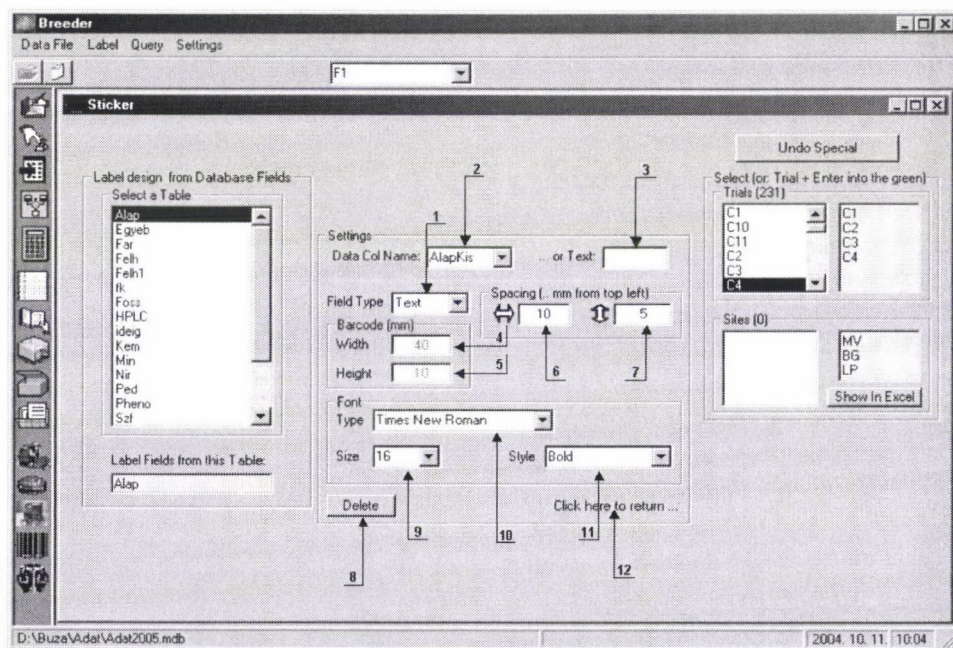 Breeder
Data File Label Query Settings
F1
Sticker
Undo Special
Label design from Database Fields
Select a Table
Alap
Egyeb
Far
Felh
Felh1
fk
Foss
HPLC
ideig
Kem
Min
Nir
Ped
Pheno
Szf
Label Fields from this Table:
Alap
2
3
1
Settings
Data Col Name: AlapKis ... or Text:
Field Type Text
Spacing (.. mm from top left)
10 5
Barcode (mm)
Width 40
4
Height 10
5
6
7
Font
Type Times New Roman
Size 16 Style Bold
Delete
Click here to return ...
8
9
10
11
12
Select (or: Trial + Enter into the green)
Trials (231)
C1
C10
C11
C2
C3
C4
C1
C2
C3
C4
Sites (0)
MV
BG
LP
Show In Excel
D:\Buza\Adat\Adat2005.mdb
2004. 10. 11. 10:04